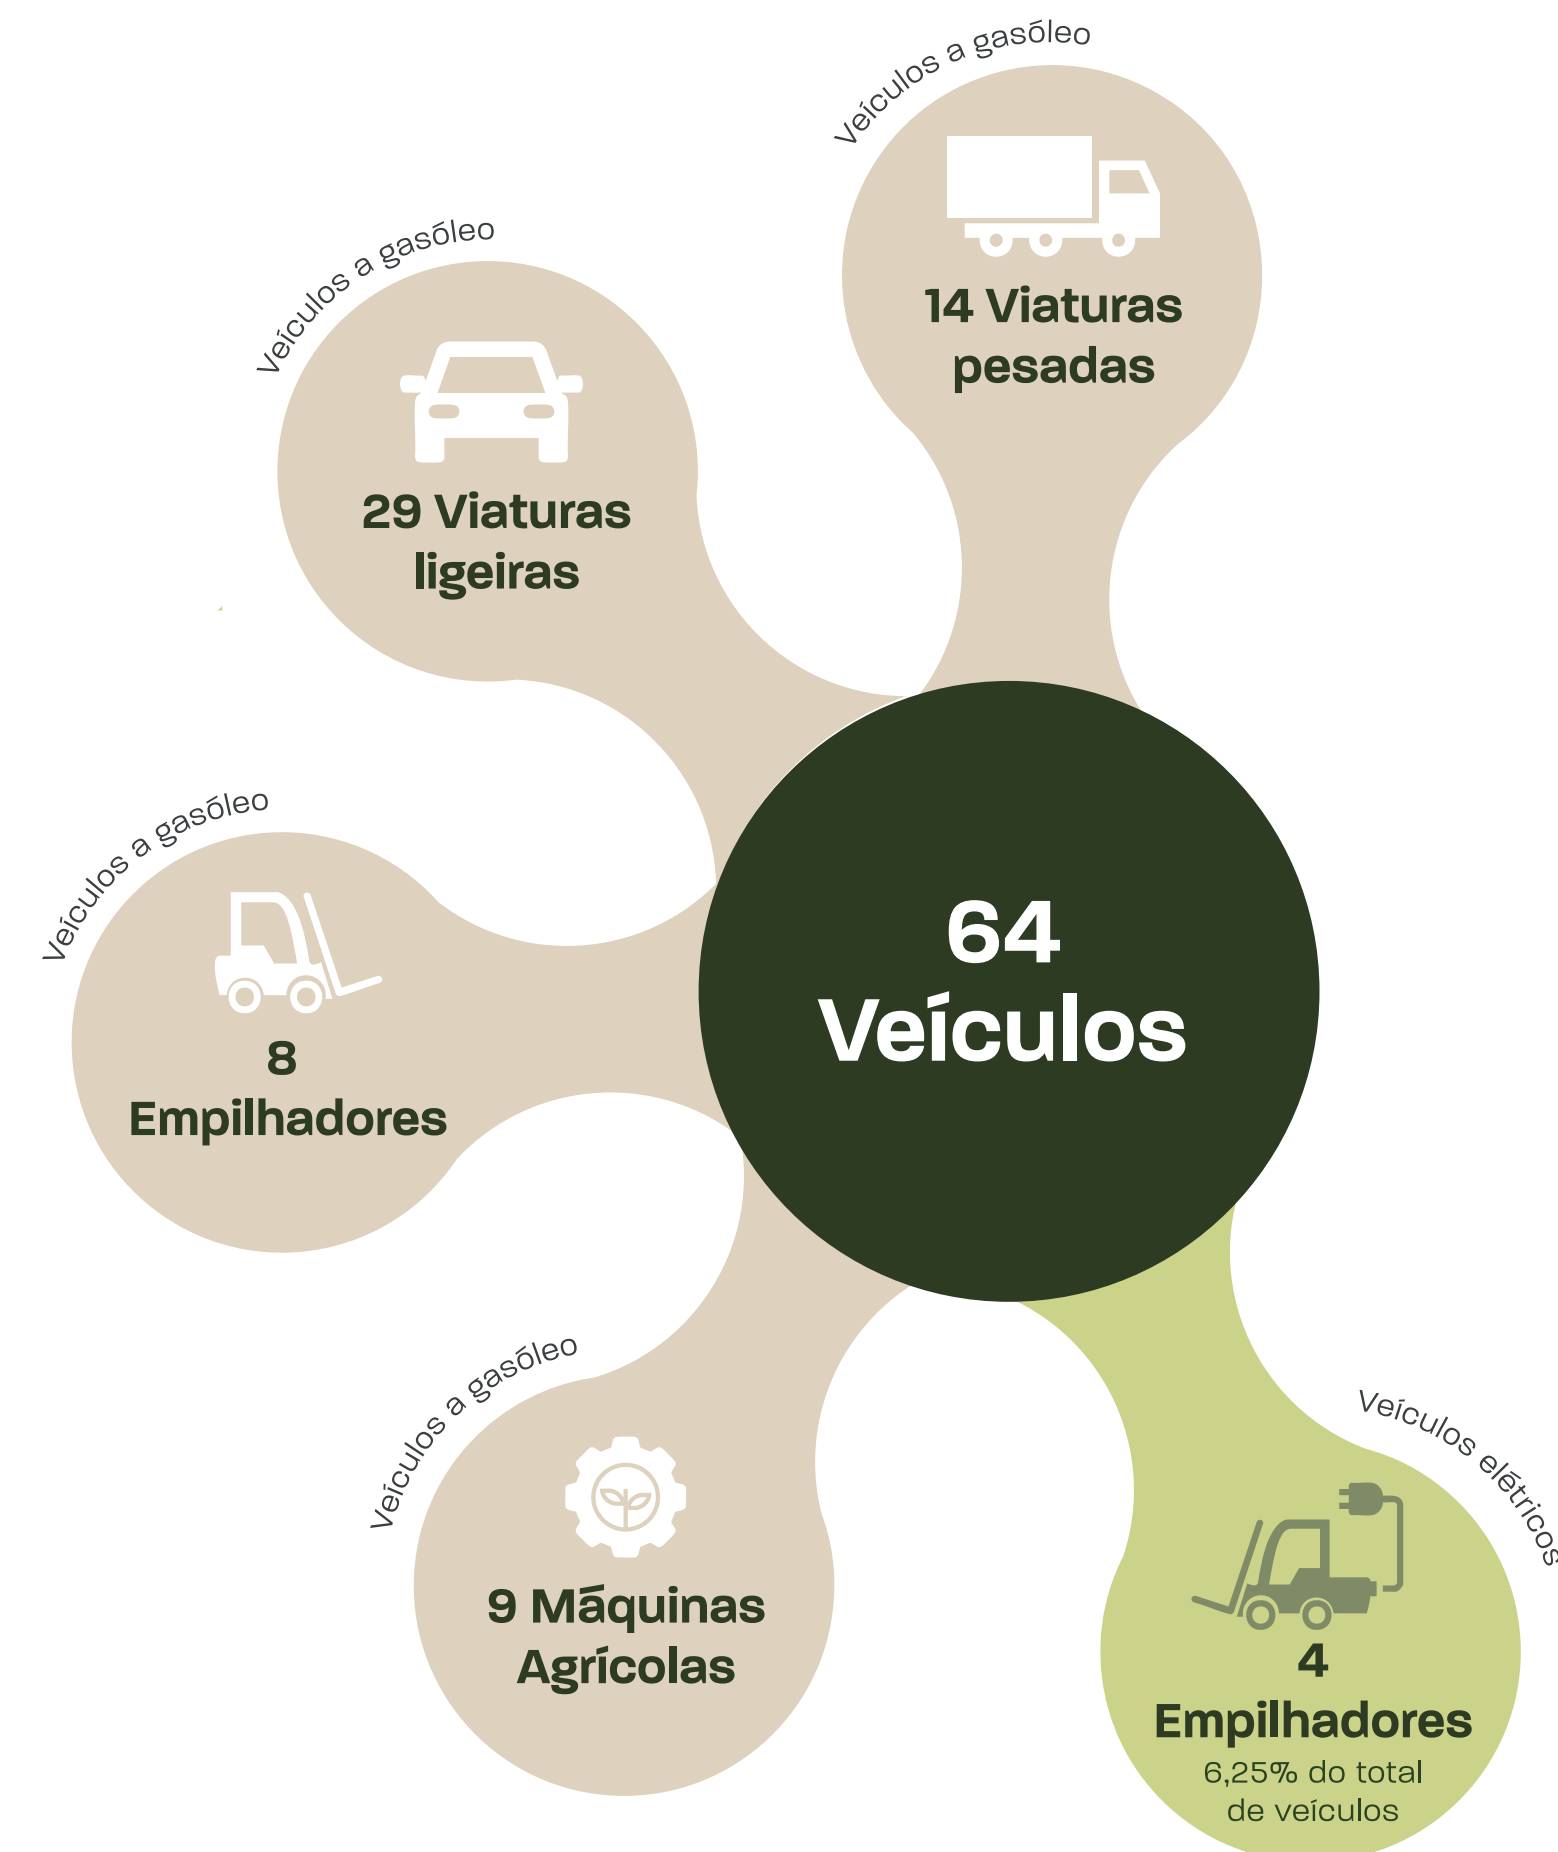 Veículos a gasóleo
14 Viaturas
pesadas
Veículos a gasóleo
29 Viaturas
ligeiras
Veículos a gasóleo
8
Empilhadores
64
Veículos
Veículos a gasóleo
9 Máquinas
Agrícolas
Veículos elétricos
4
Empilhadores
6,25% do total
de veículos